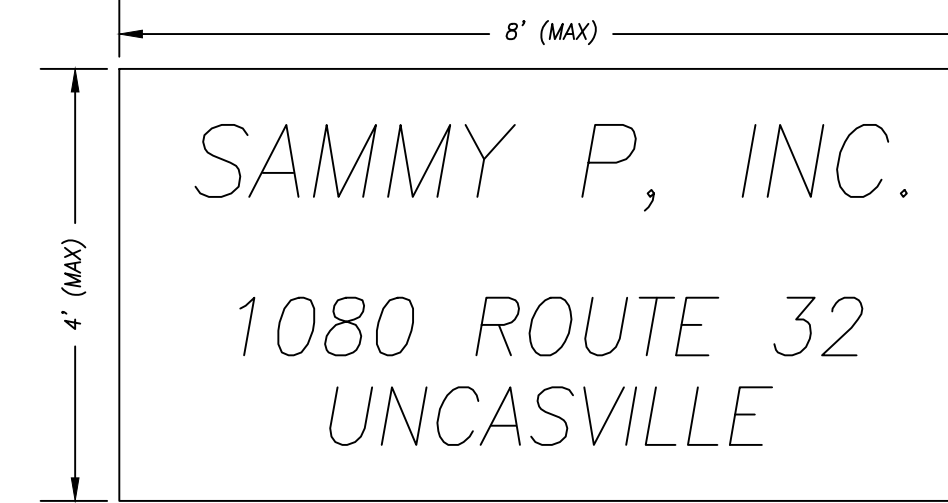 8' (MAX)
SAMMY P, INC.
4' (MAX)
1080 ROUTE 32
UNCASVILLE